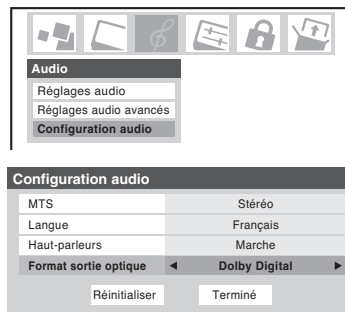 Audio
Réglages audio
Réglages audio avancés
Configuration audio
Configuration audio
MTS Stéréo
Langue Français
Haut-parleurs Marche
Format sortie optique ◀ Dolby Digital ▶
Réinitialiser Terminé